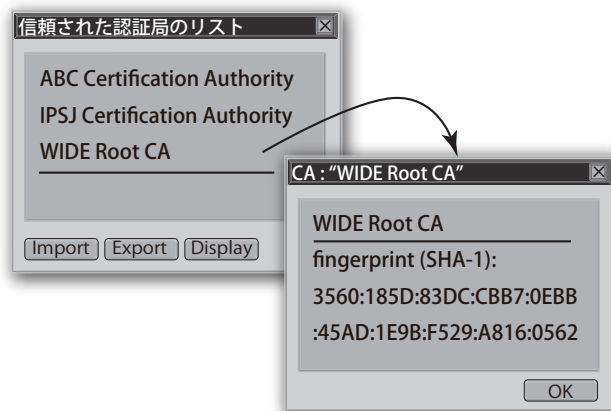 信頼された認証局のリスト
ABC Certification Authority
IPSJ Certification Authority
WIDE Root CA
Import Export Display
CA : “WIDE Root CA”
WIDE Root CA
fingerprint (SHA-1):
3560:185D:83DC:CBB7:0EBB
:45AD:1E9B:F529:A816:0562
OK